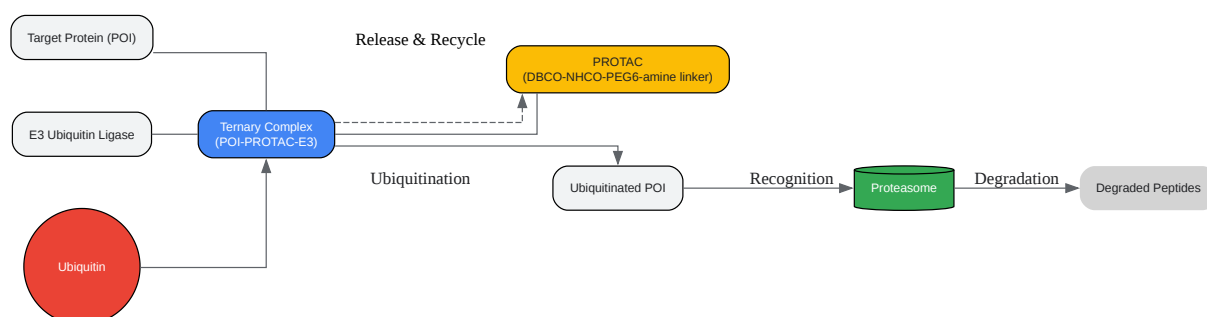 Target Protein (POI)
Release & Recycle
PROTAC
(DBCO-NHCO-PEG6-amine linker)
E3 Ubiquitin Ligase
Ternary Complex
(POI-PROTAC-E3)
Ubiquitination
Ubiquitinated POI
Recognition
Proteasome
Degradation
Degraded Peptides
Ubiquitin